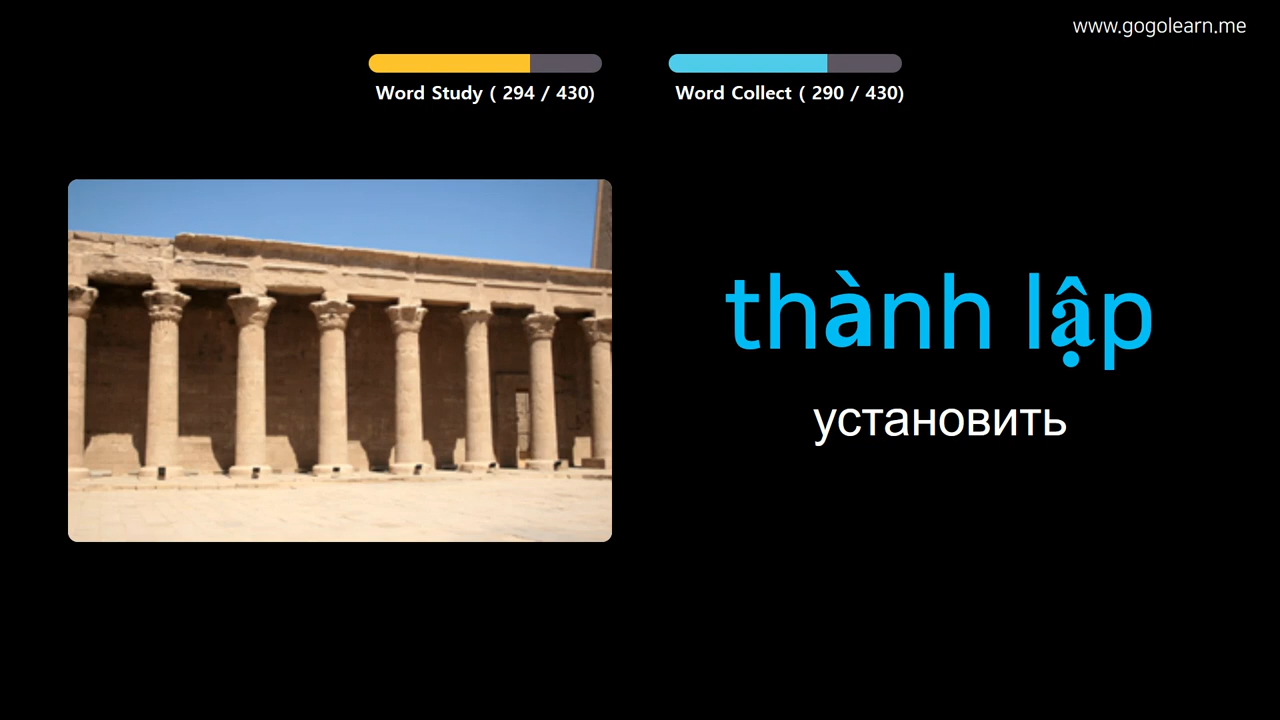 www.gogolearn.me
Word Study ( 294 / 430)
Word Collect ( 290 / 430)
thành lập
установить